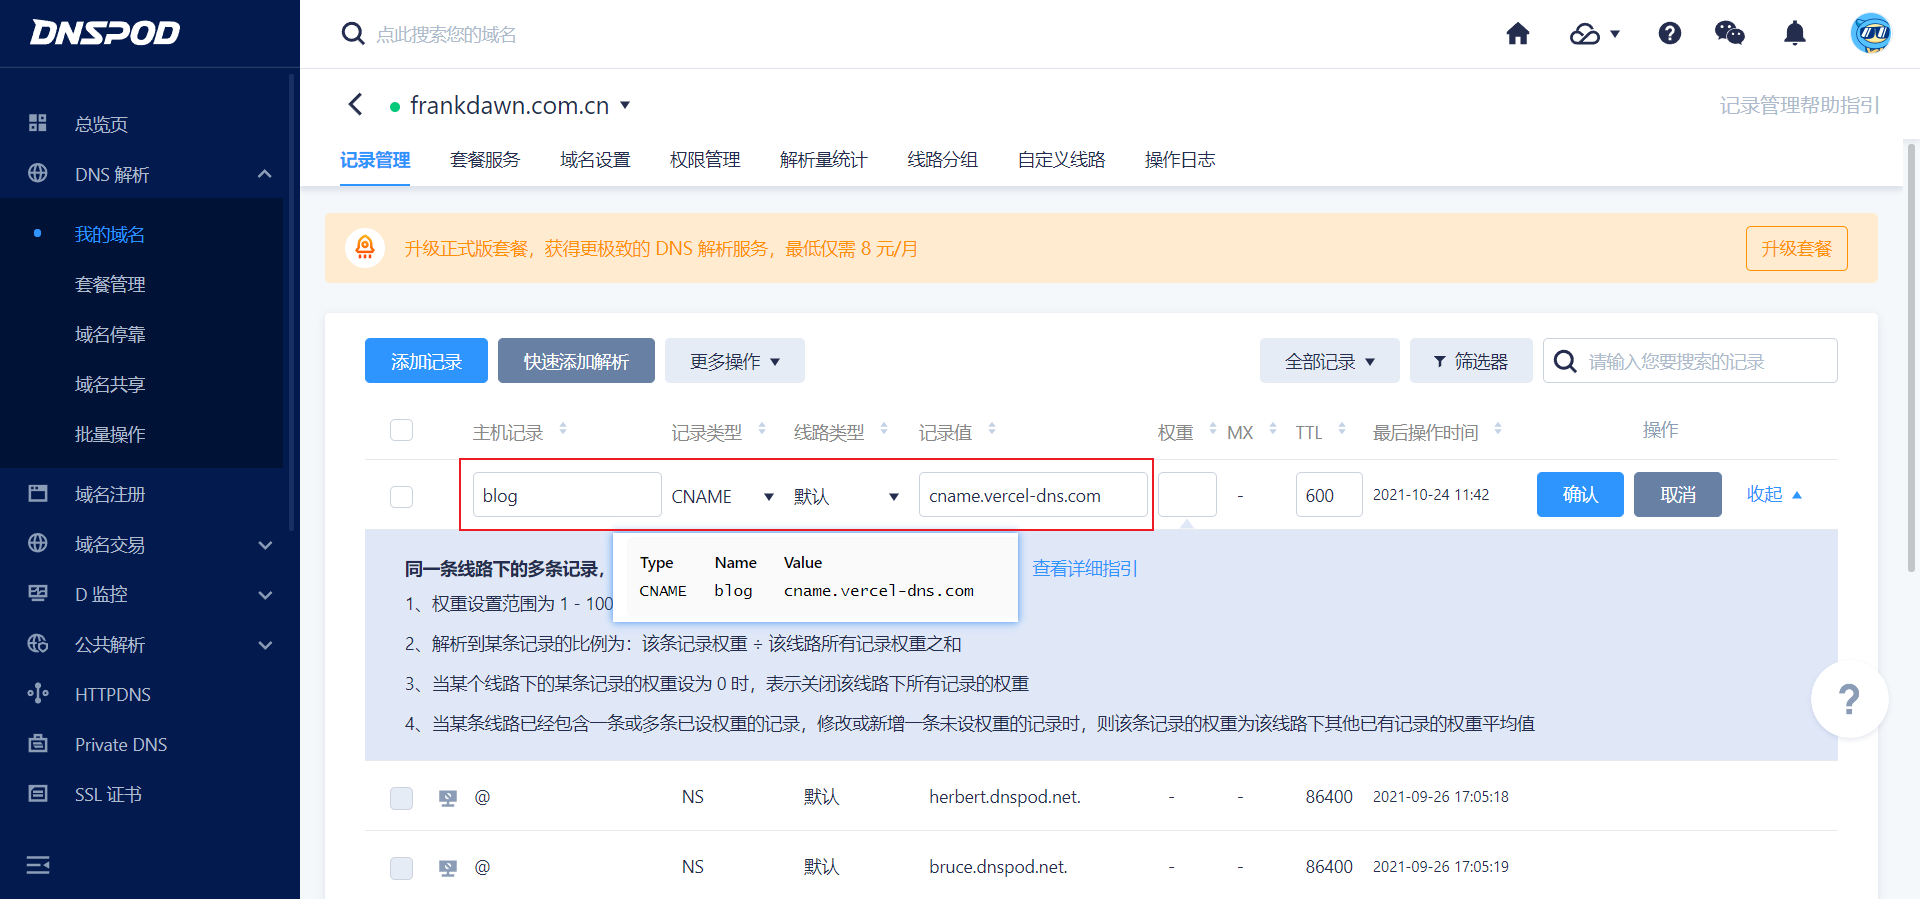 DNSPOD
点此搜索您的域名
总览页
DNS 解析
我的域名
套餐管理
域名停靠
域名共享
批量操作
域名注册
域名交易
D 监控
公共解析
HTTPDNS
Private DNS
SSL 证书
frankdawn.com.cn
记录管理帮助指引
记录管理 套餐服务 域名设置 权限管理 解析量统计 线路分组 自定义线路 操作日志
升级正式版套餐，获得更极致的 DNS 解析服务，最低仅需 8 元/月
升级套餐
添加记录 快速添加解析 更多操作 全部记录 筛选器 请输入您要搜索的记录
主机记录 记录类型 线路类型 记录值 权重 MX TTL 最后操作时间 操作
blog CNAME 默认 cname.vercel-dns.com - 600 2021-10-24 11:42 确认 取消 收起
同一条线路下的多条记录， 查看详细指引
Type Name Value
CNAME blog cname.vercel-dns.com
1、权重设置范围为 1 - 100
2、解析到某条记录的比例为：该条记录权重 ÷ 该线路所有记录权重之和
3、当某个线路下的某条记录的权重设为 0 时，表示关闭该线路下所有记录的权重
4、当某条线路已经包含一条或多条已设权重的记录，修改或新增一条未设权重的记录时，则该条记录的权重为该线路下其他已有记录的权重平均值
?
@ NS 默认 herbert.dnspod.net. - - 86400 2021-09-26 17:05:18
@ NS 默认 bruce.dnspod.net. - - 86400 2021-09-26 17:05:19